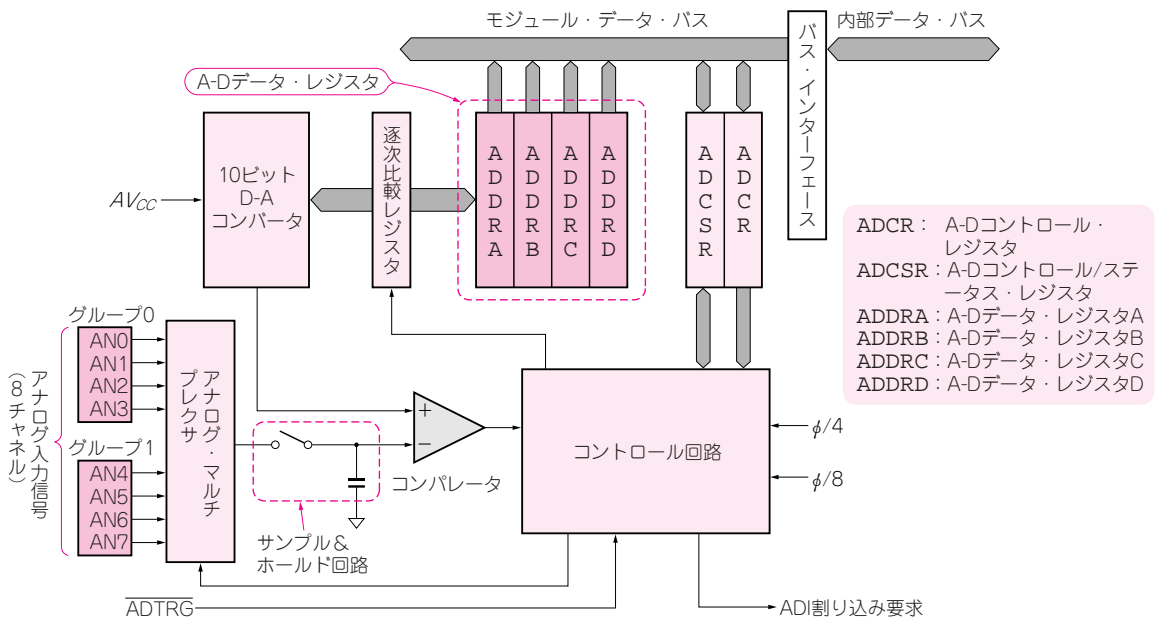 モジュール・データ・バス
内部データ・バス
バス・インターフェース
A-Dデータ・レジスタ
10ビット
D-A
コンバータ
AVCC
逐次比較レジスタ
ADDRA
ADDRB
ADDRC
ADDRD
ADCSR
ADCR
ADCR： A-Dコントロール・
レジスタ
ADCSR：A-Dコントロール/ステ
ータス・レジスタ
ADDRA：A-Dデータ・レジスタA
ADDRB：A-Dデータ・レジスタB
ADDRC：A-Dデータ・レジスタC
ADDRD：A-Dデータ・レジスタD
グループ0
AN0
AN1
AN2
AN3
グループ1
AN4
AN5
AN6
AN7
アナログ入力信号
（8チャネル）
アナログ・マルチ
プレクサ
+
−
コンパレータ
サンプル＆
ホールド回路
コントロール回路
φ/4
φ/8
ADTRG
ADI割り込み要求